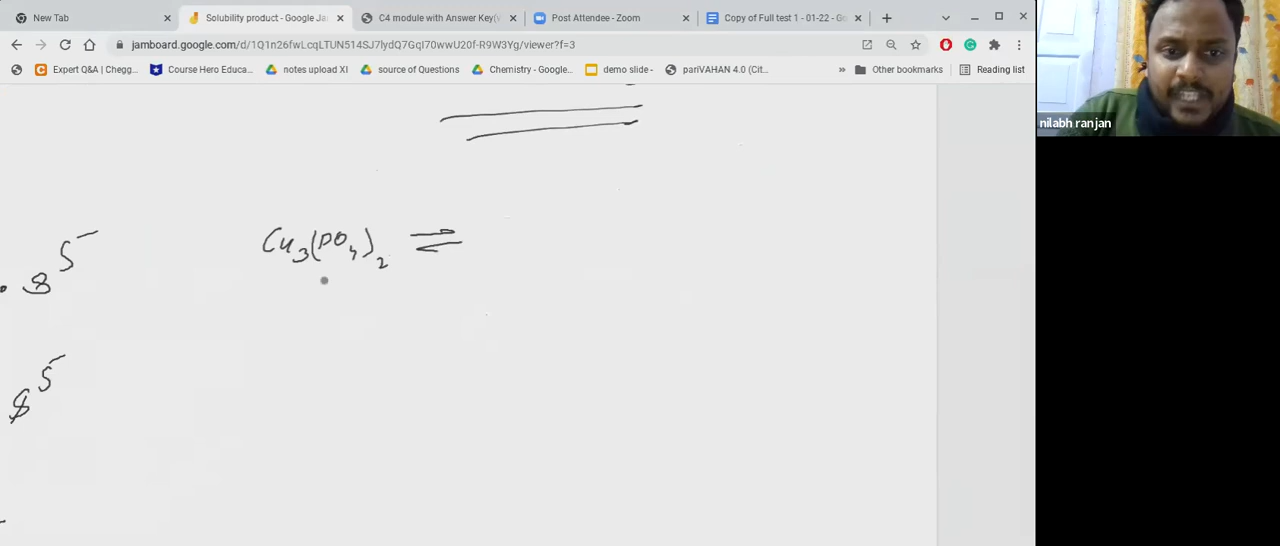 New Tab
Solubility product - Google Ja
C4 module with Answer Key(
Post Attendee - Zoom
Copy of Full test 1 - 01-22 - G
jamboard.google.com/d/1Q1n26fwLcqLTUN514SJ7lydQ7GqI70wwU20f-R9W3Yg/viewer?f=3
Expert Q&A | Chegg...
Course Hero Educa...
notes upload XI
source of Questions
Chemistry - Google...
demo slide -
pariVAHAN 4.0 (Cit...
»
Other bookmarks
Reading list
nilabh ranjan
Cu₃(PO₄)₂ ⇌
. s⁵
s⁵